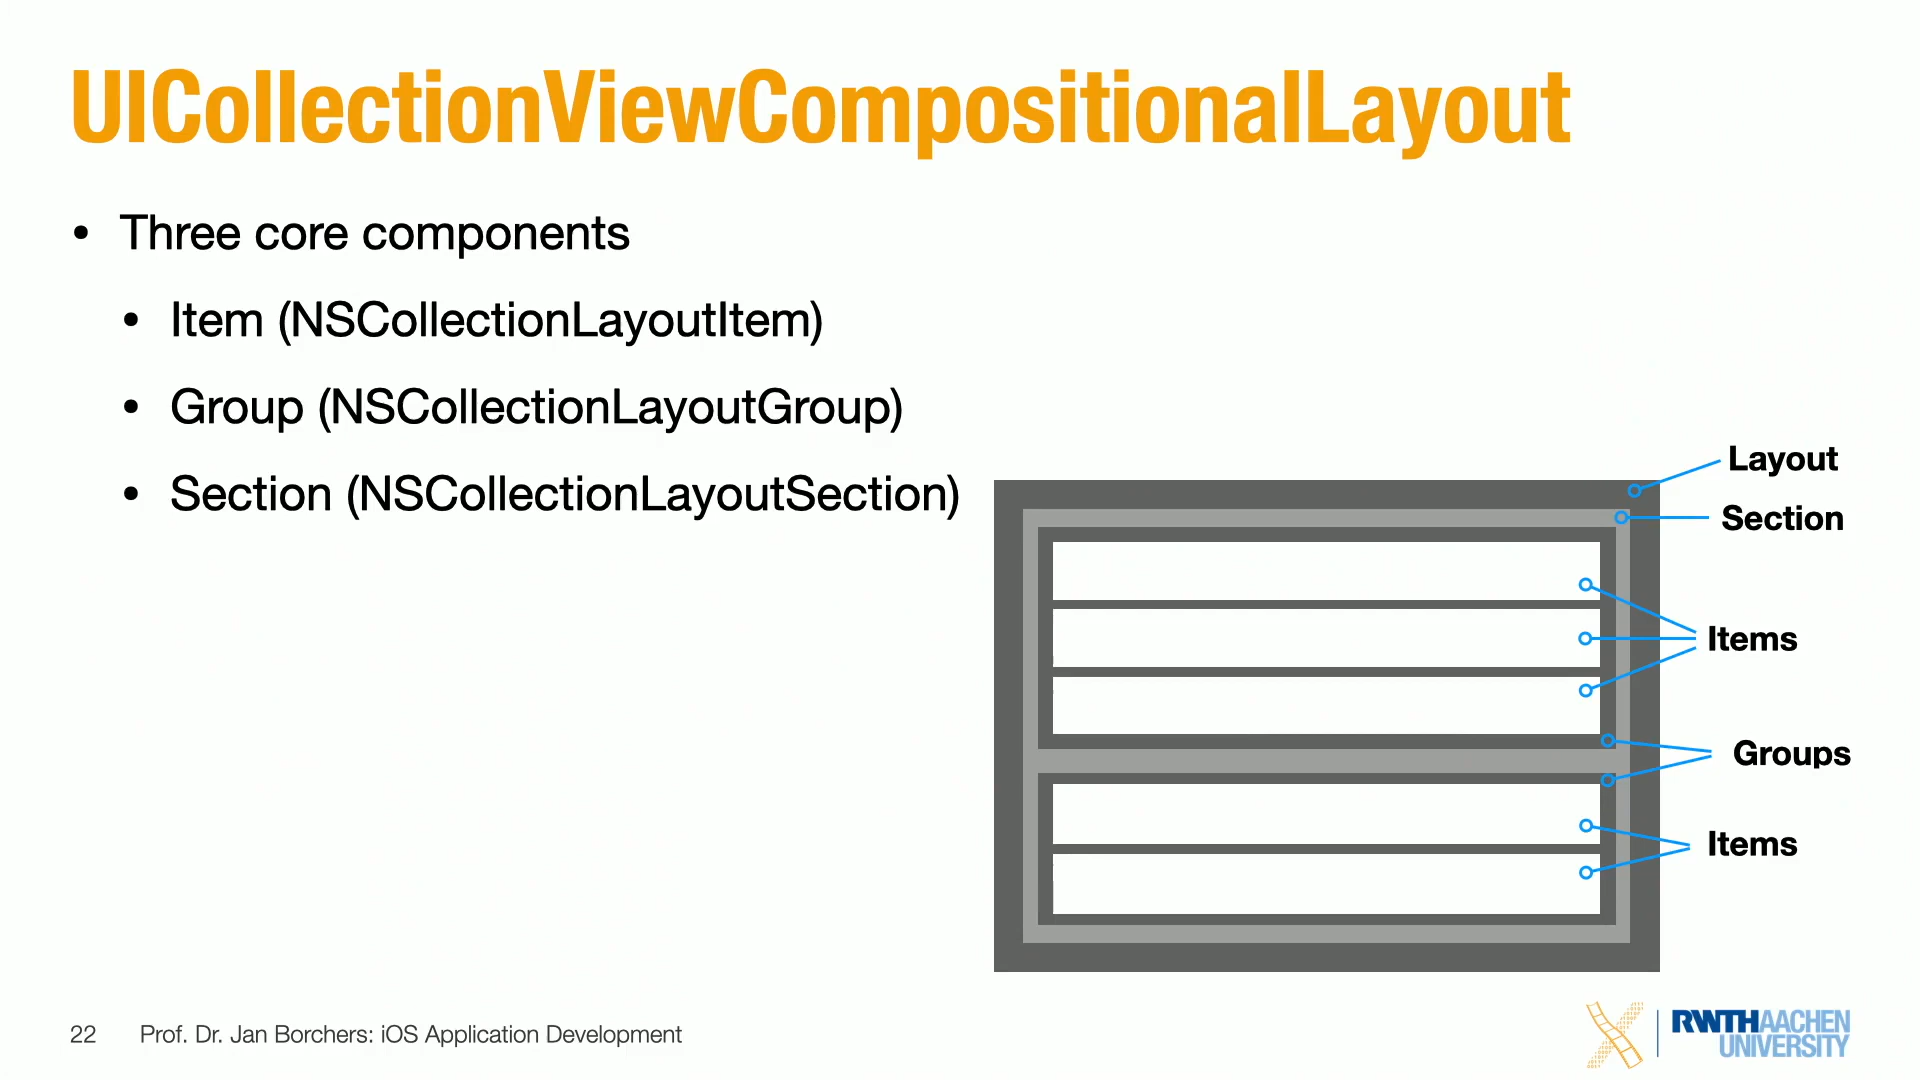 UICollectionViewCompositionalLayout
• Three core components
• Item (NSCollectionLayoutItem)
• Group (NSCollectionLayoutGroup)
• Section (NSCollectionLayoutSection)
Layout
Section
Items
Groups
Items
22 Prof. Dr. Jan Borchers: iOS Application Development
RWTHAACHEN
UNIVERSITY